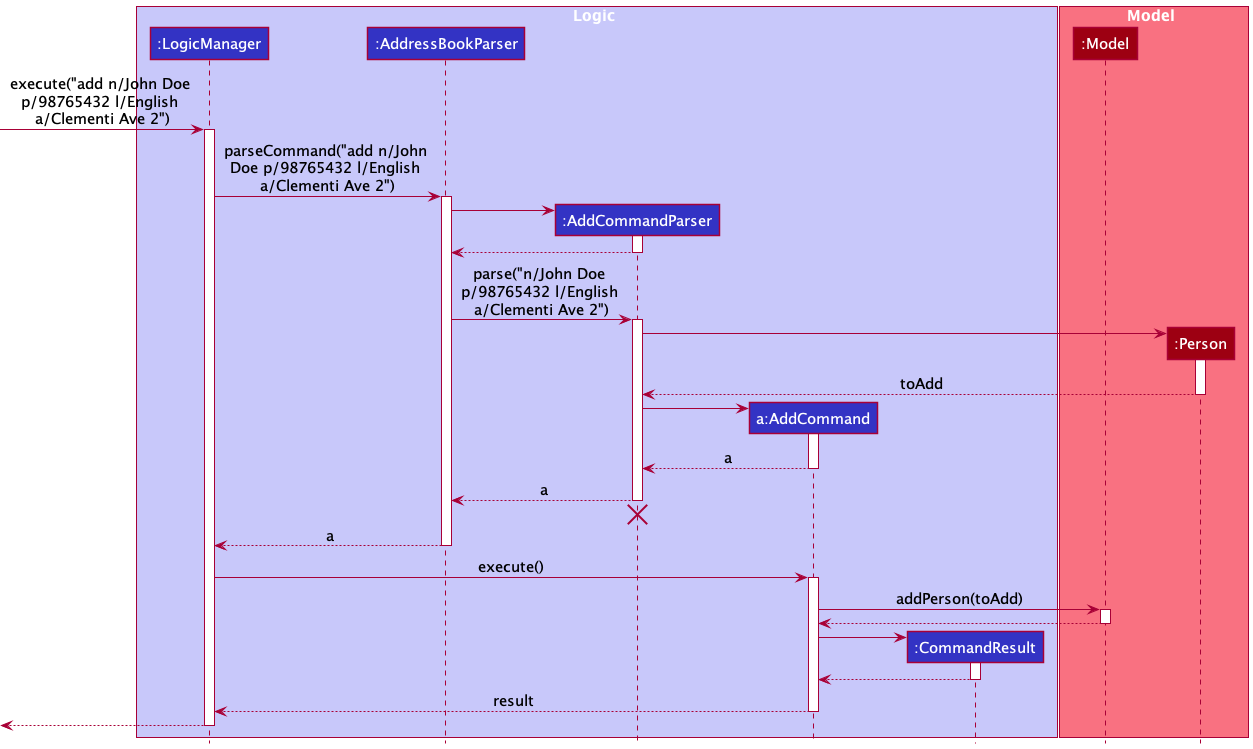 Logic
Model
:LogicManager
:AddressBookParser
:Model
execute("add n/John Doe
p/98765432 l/English
a/Clementi Ave 2")
parseCommand("add n/John
Doe p/98765432 l/English
a/Clementi Ave 2")
:AddCommandParser
parse("n/John Doe
p/98765432 l/English
a/Clementi Ave 2")
:Person
toAdd
a:AddCommand
a
a
a
execute()
addPerson(toAdd)
:CommandResult
result